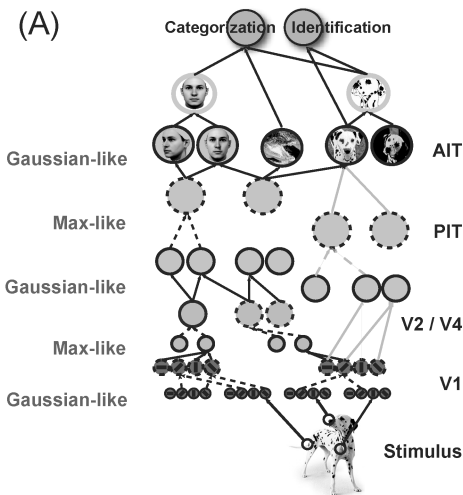 (A)
Categorization Identification
Gaussian-like
AIT
Max-like
PIT
Gaussian-like
V2 / V4
Max-like
V1
Gaussian-like
Stimulus